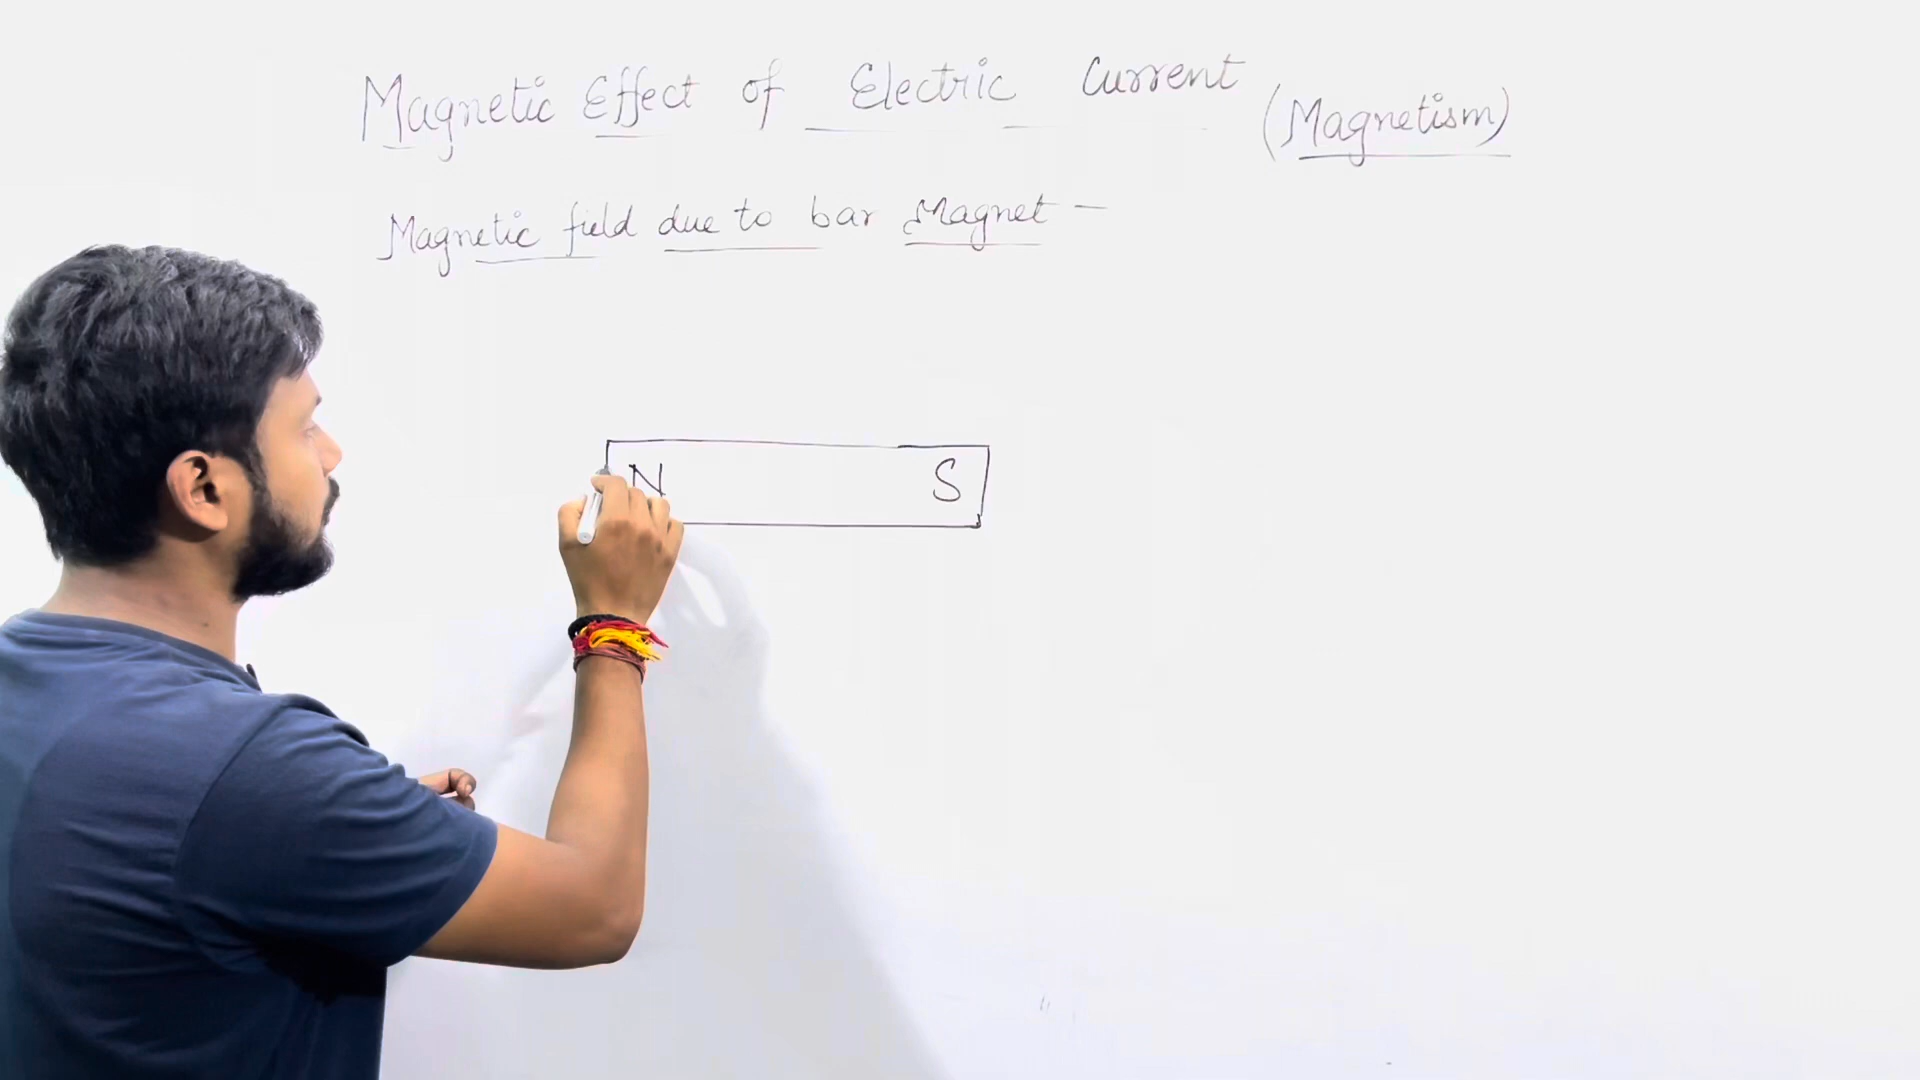 Magnetic Effect of Electric Current (Magnetism)
Magnetic field due to bar Magnet -
N S